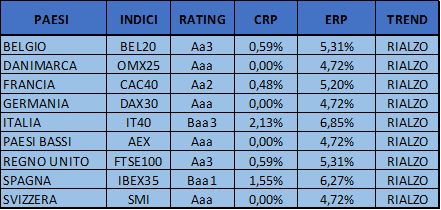 PAESI INDICI RATING CRP ERP TREND
BELGIO BEL20 Aa3 0,59% 5,31% RIALZO
DANIMARCA OMX25 Aaa 0,00% 4,72% RIALZO
FRANCIA CAC40 Aa2 0,48% 5,20% RIALZO
GERMANIA DAX30 Aaa 0,00% 4,72% RIALZO
ITALIA IT40 Baa3 2,13% 6,85% RIALZO
PAESI BASSI AEX Aaa 0,00% 4,72% RIALZO
REGNO UNITO FTSE100 Aa3 0,59% 5,31% RIALZO
SPAGNA IBEX35 Baa1 1,55% 6,27% RIALZO
SVIZZERA SMI Aaa 0,00% 4,72% RIALZO